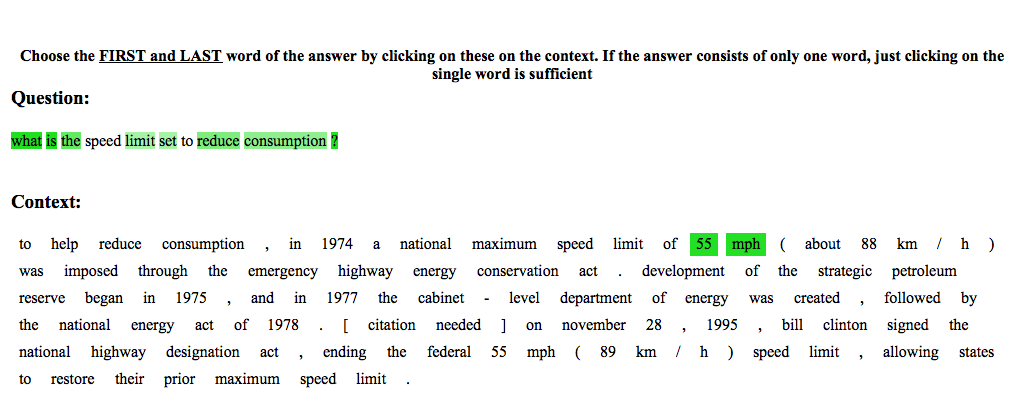 Choose the FIRST and LAST word of the answer by clicking on these on the context. If the answer consists of only one word, just clicking on the
single word is sufficient
Question:
what is the speed limit set to reduce consumption ?
Context:
to help reduce consumption , in 1974 a national maximum speed limit of 55 mph ( about 88 km / h )
was imposed through the emergency highway energy conservation act . development of the strategic petroleum
reserve began in 1975 , and in 1977 the cabinet - level department of energy was created , followed by
the national energy act of 1978 . [ citation needed ] on november 28 , 1995 , bill clinton signed the
national highway designation act , ending the federal 55 mph ( 89 km / h ) speed limit , allowing states
to restore their prior maximum speed limit .